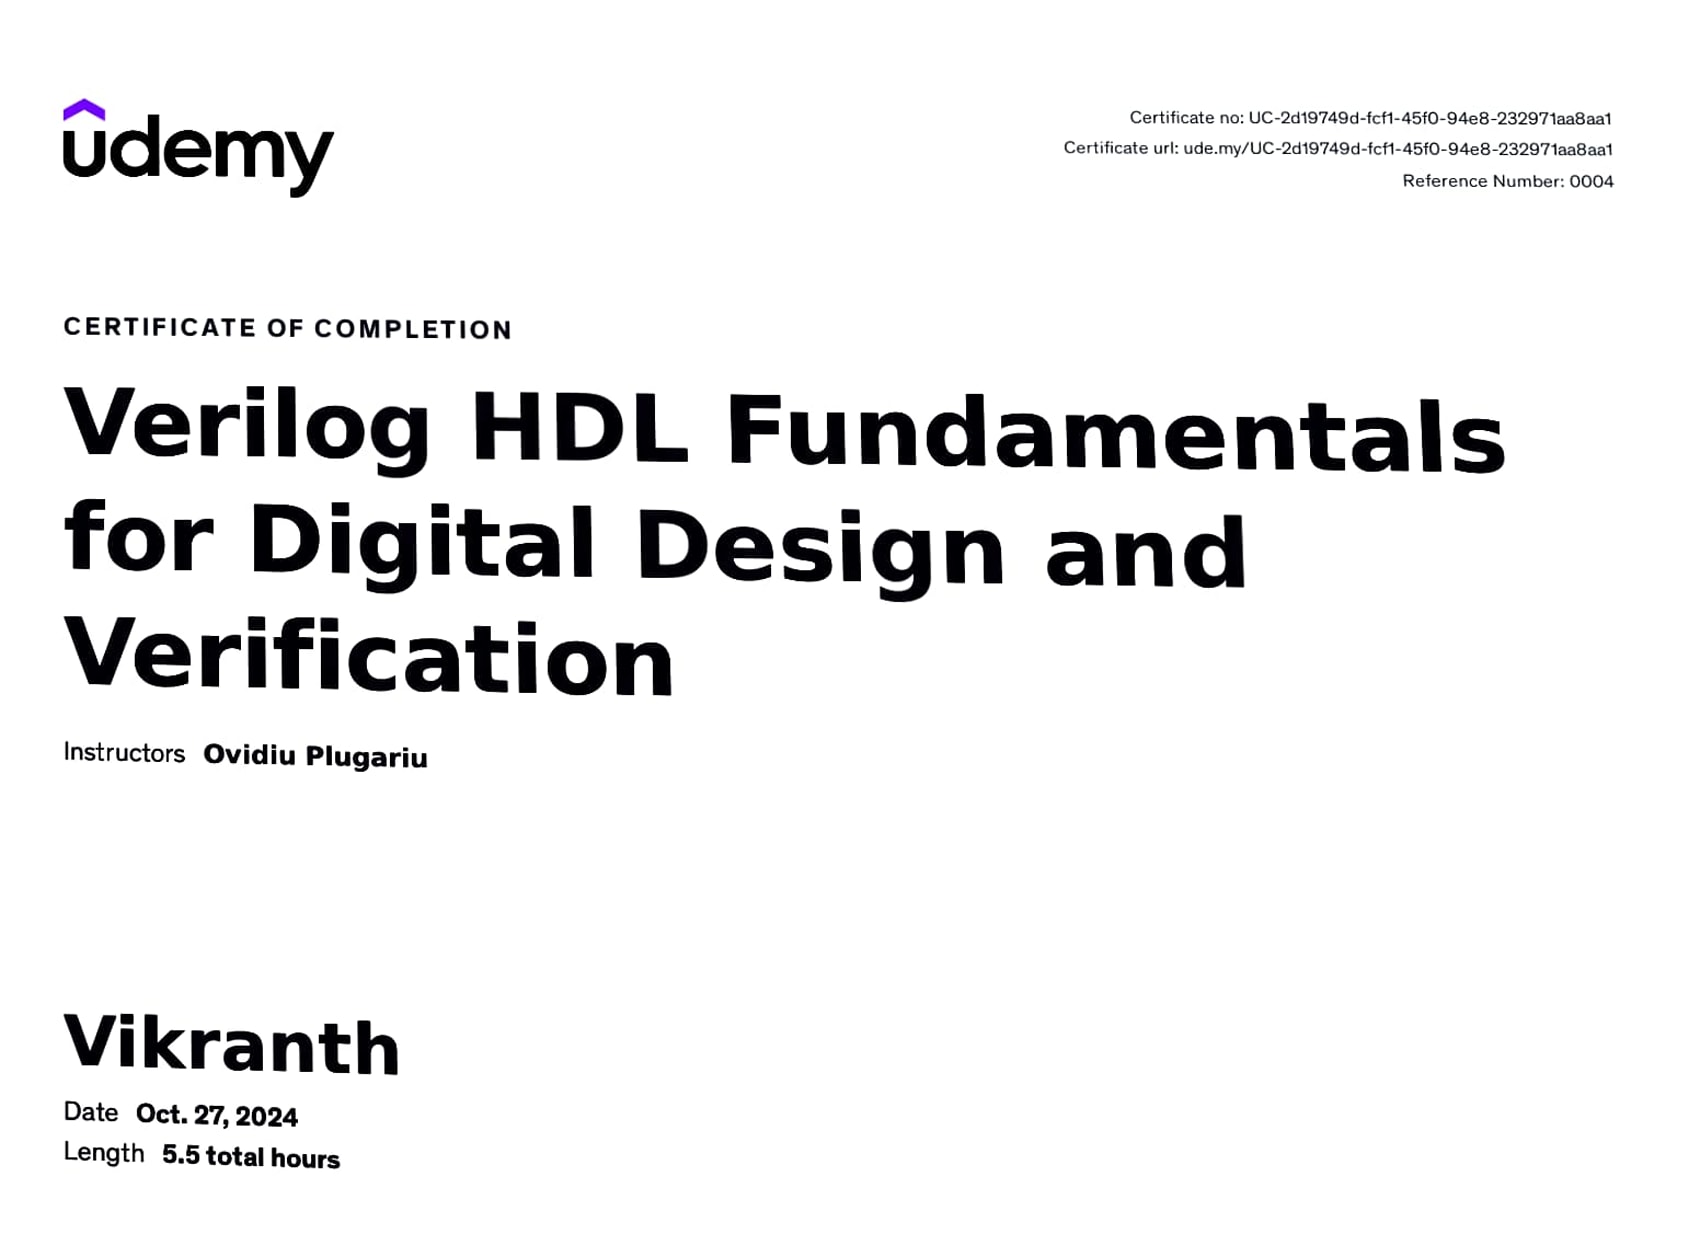 udemy
Certificate no: UC-2d19749d-fcf1-45f0-94e8-232971aa8aa1
Certificate url: ude.my/UC-2d19749d-fcf1-45f0-94e8-232971aa8aa1
Reference Number: 0004
CERTIFICATE OF COMPLETION
Verilog HDL Fundamentals
for Digital Design and
Verification
Instructors Ovidiu Plugariu
Vikranth
Date Oct. 27, 2024
Length 5.5 total hours